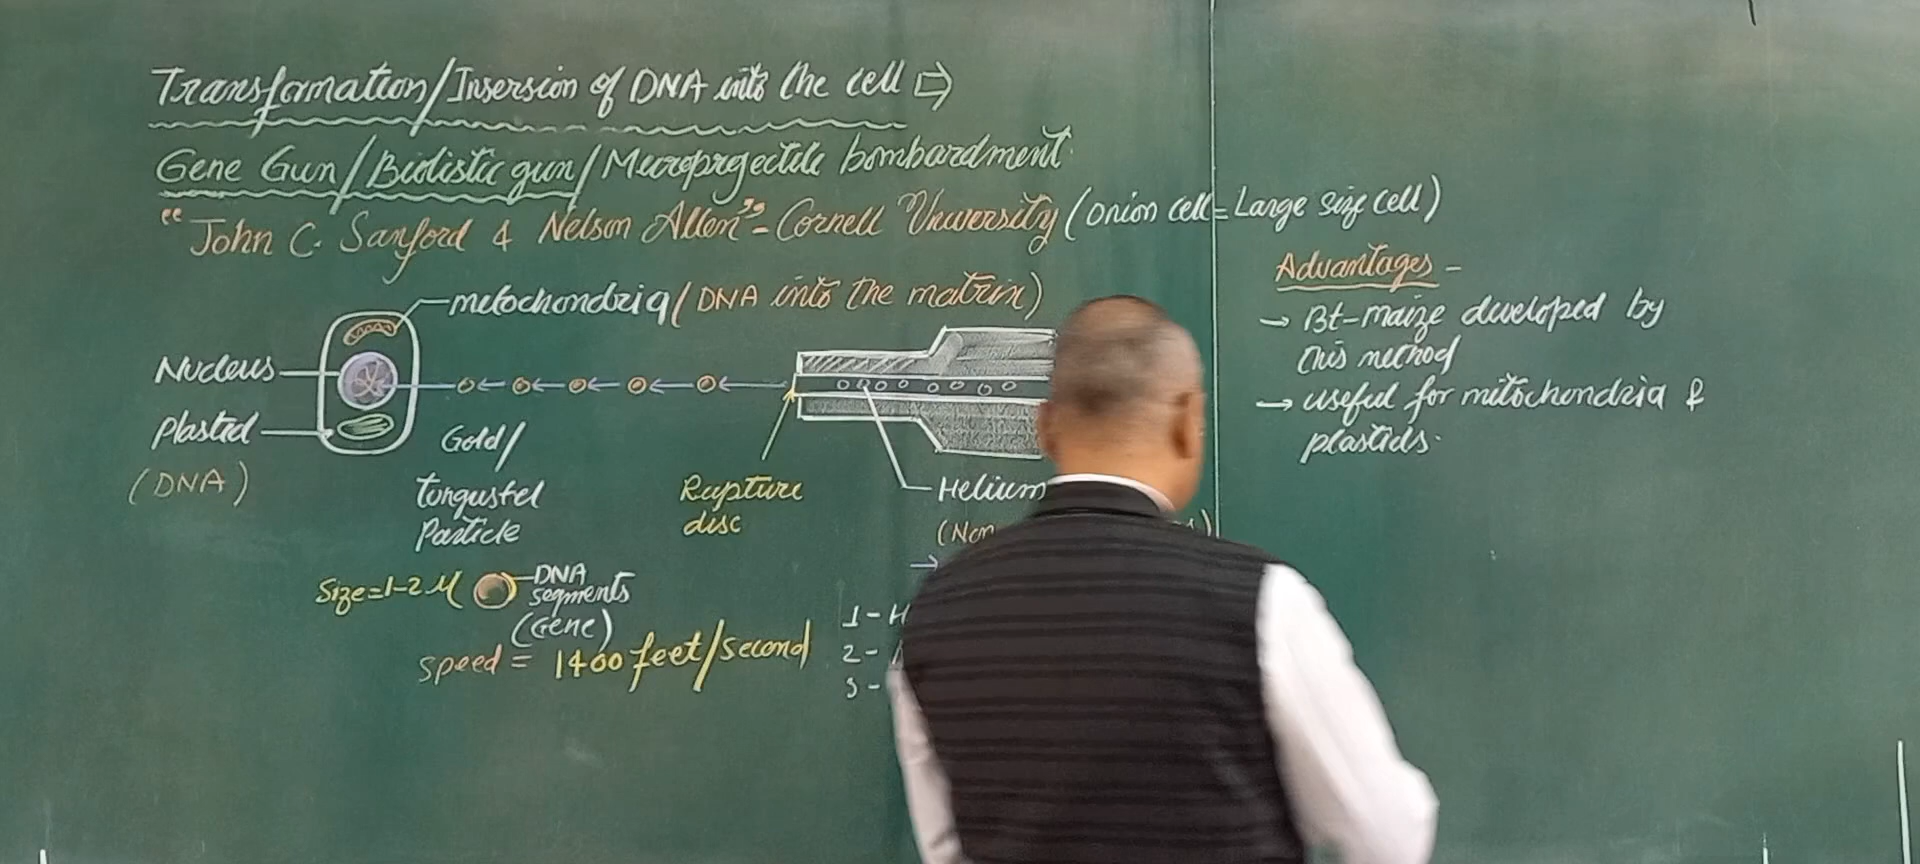 Transformation/Insersion of DNA into the cell ⇒
Gene Gun/Biolistic gun/Microprojectile bombardment
"John C. Sanford & Nelson Allen" - Cornell University (onion cell = Large size cell)
mitochondria (DNA into the matrix)
Nucleus
Plastid
(DNA)
Gold/
tongustel
Particle
Size=1-2 M
DNA
segments
(Gene)
Speed = 1400 feet/second
Rupture
disc
Helium
1-
2-
3-
Advantages -
→ Bt-maize developed by
this method
→ useful for mitochondria &
plastids.